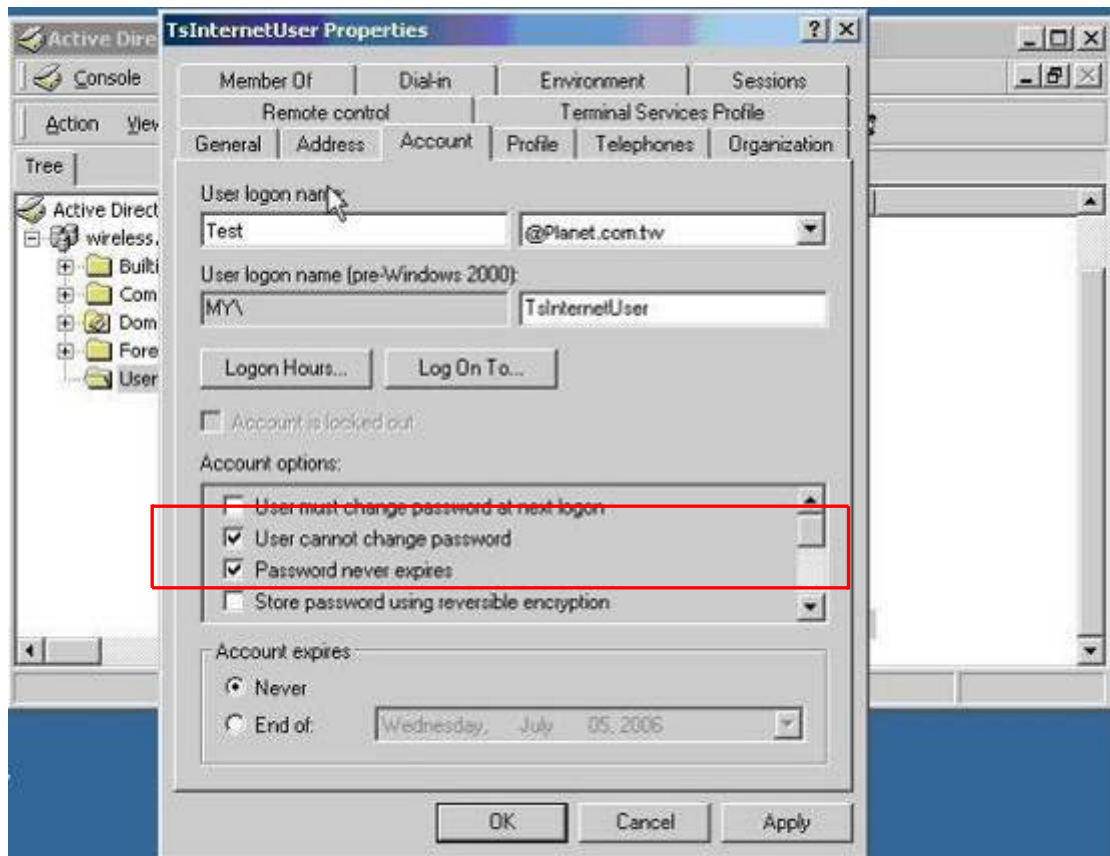 Active Dire
TsInternetUser Properties
Console
Action View
Tree
Active Direct
wireless.
Builti
Com
Dom
Fore
User
Member Of Dial-in Environment Sessions
Remote control Terminal Services Profile
General Address Account Profile Telephones Organization
User logon name:
Test @Planet.com.tw
User logon name (pre-Windows 2000):
MY\ TsInternetUser
Logon Hours... Log On To...
Account is locked out
Account options:
User must change password at next logon
User cannot change password
Password never expires
Store password using reversible encryption
Account expires
Never
End of: Wednesday, July 05, 2006
OK Cancel Apply